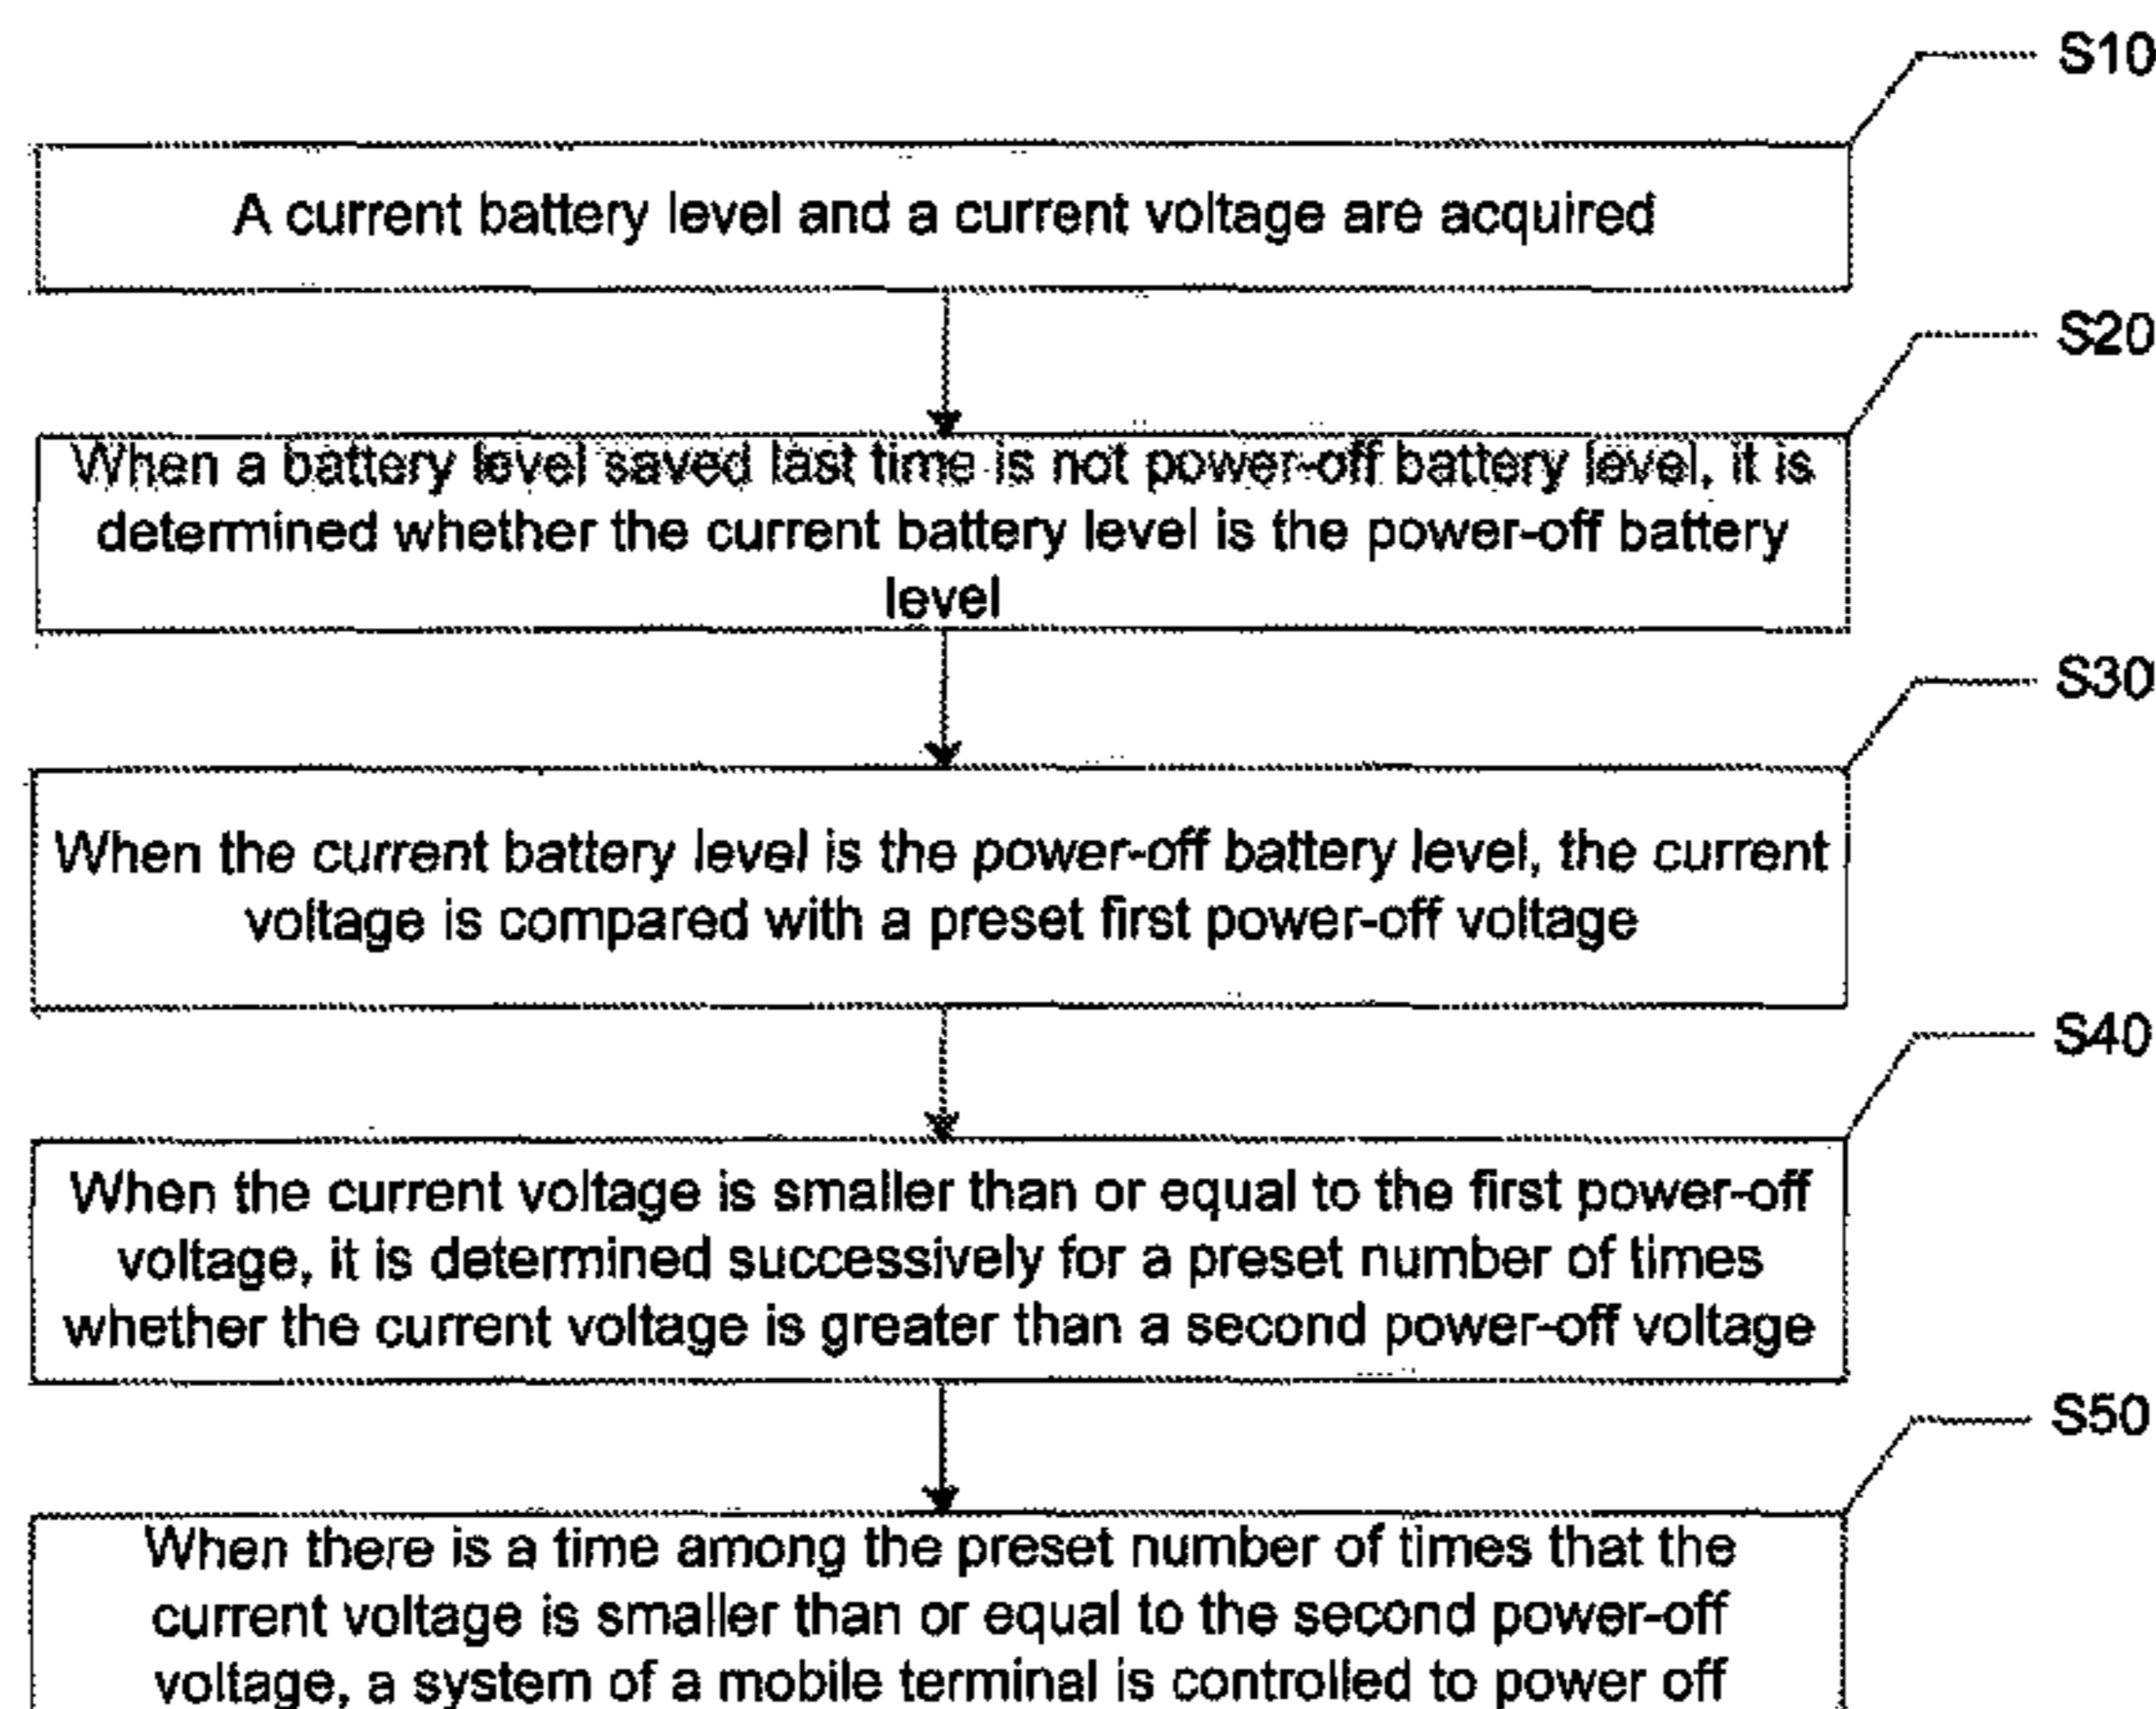 S10
A current battery level and a current voltage are acquired
S20
When a battery level saved last time is not power-off battery level, it is
determined whether the current battery level is the power-off battery
level
S30
When the current battery level is the power-off battery level, the current
voltage is compared with a preset first power-off voltage
S40
When the current voltage is smaller than or equal to the first power-off
voltage, it is determined successively for a preset number of times
whether the current voltage is greater than a second power-off voltage
S50
When there is a time among the preset number of times that the
current voltage is smaller than or equal to the second power-off
voltage, a system of a mobile terminal is controlled to power off